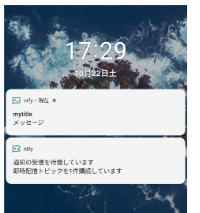 17:29
10月22日土
ntfy・現在
mytitle
メッセージ
ntfy
通知の受信を待機しています
即時配信トピックを1件購読しています